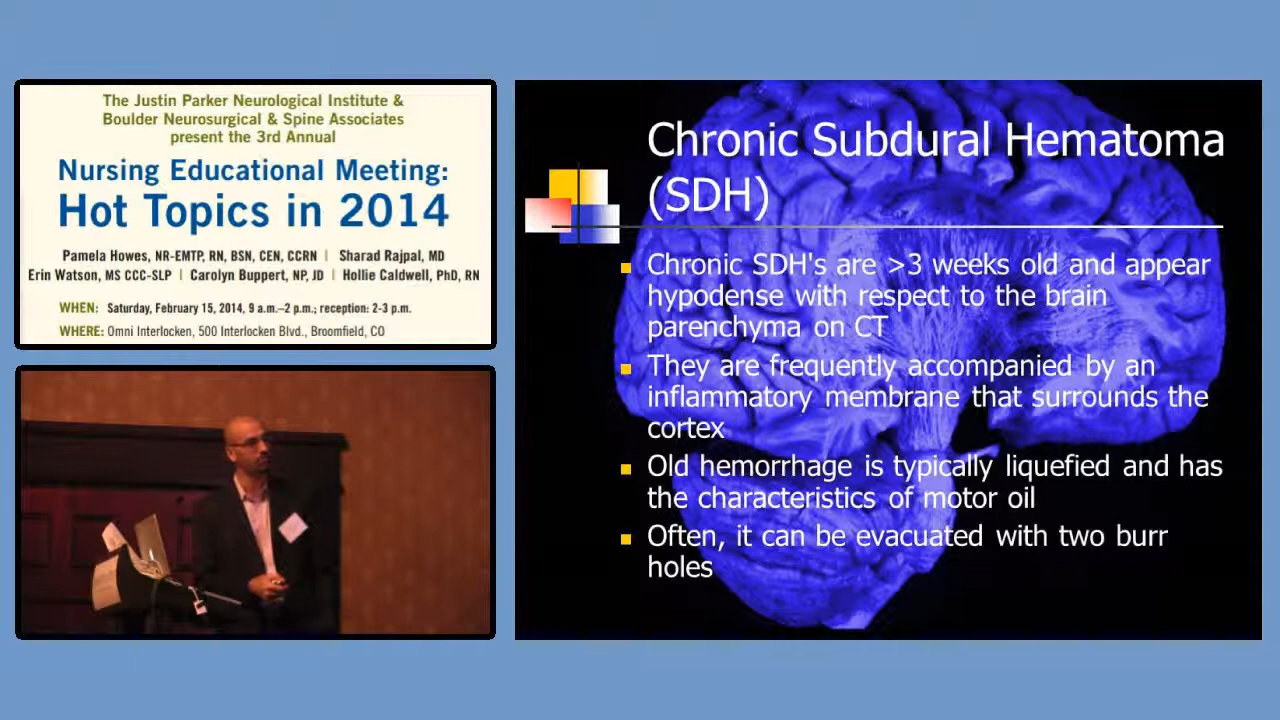 The Justin Parker Neurological Institute &
Boulder Neurosurgical & Spine Associates
present the 3rd Annual
Nursing Educational Meeting:
Hot Topics in 2014
Pamela Howes, NR-EMTP, RN, BSN, CEN, CCRN | Sharad Rajpal, MD
Erin Watson, MS CCC-SLP | Carolyn Buppert, NP, JD | Hollie Caldwell, PhD, RN
WHEN: Saturday, February 15, 2014, 9 a.m.–2 p.m.; reception: 2-3 p.m.
WHERE: Omni Interlocken, 500 Interlocken Blvd., Broomfield, CO
Chronic Subdural Hematoma
(SDH)
Chronic SDH's are >3 weeks old and appear
hypodense with respect to the brain
parenchyma on CT
They are frequently accompanied by an
inflammatory membrane that surrounds the
cortex
Old hemorrhage is typically liquefied and has
the characteristics of motor oil
Often, it can be evacuated with two burr
holes